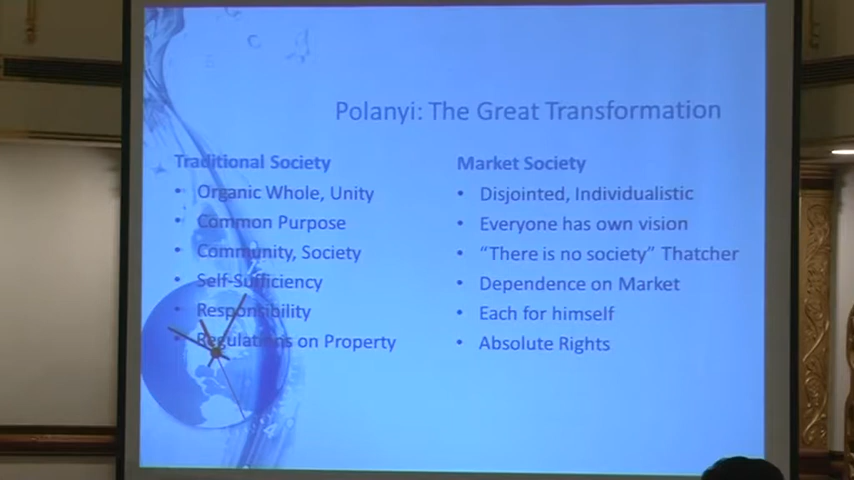 Polanyi: The Great Transformation
Traditional Society
• Organic Whole, Unity
• Common Purpose
• Community, Society
• Self-Sufficiency
• Responsibility
• Regulations on Property
Market Society
• Disjointed, Individualistic
• Everyone has own vision
• “There is no society” Thatcher
• Dependence on Market
• Each for himself
• Absolute Rights